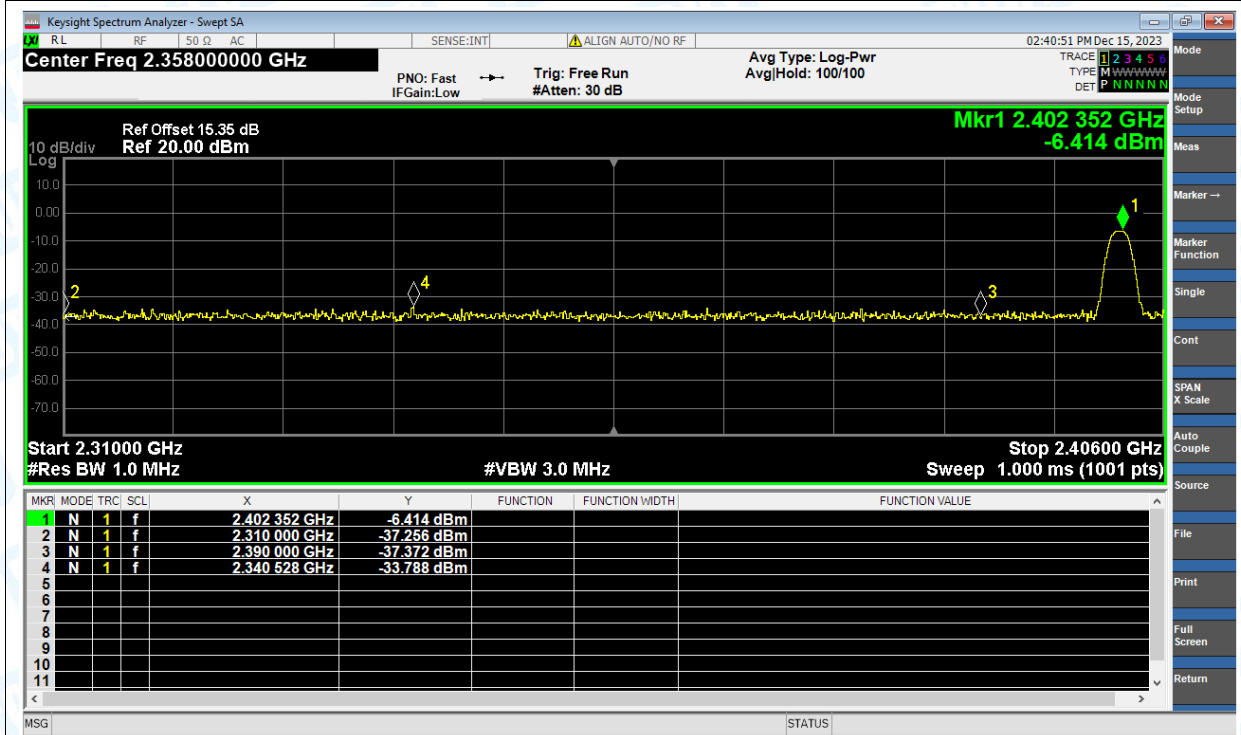 Keysight Spectrum Analyzer - Swept SA
LXI RL RF 50 Ω AC SENSE:INT ALIGN AUTO/NO RF 02:40:51 PM Dec 15, 2023
Center Freq 2.358000000 GHz
PNO: Fast
IFGain:Low
Trig: Free Run
#Atten: 30 dB
Avg Type: Log-Pwr
Avg|Hold: 100/100
TRACE 1 2 3 4 5 6
TYPE M WWWWW
DET P N N N N N
Ref Offset 15.35 dB
10 dB/div Ref 20.00 dBm
Log
Mkr1 2.402 352 GHz
-6.414 dBm
10.0
0.00
-10.0
-20.0
-30.0
-40.0
-50.0
-60.0
-70.0
1
2
4
3
Start 2.31000 GHz Stop 2.40600 GHz
#Res BW 1.0 MHz #VBW 3.0 MHz Sweep 1.000 ms (1001 pts)
MKR MODE TRC SCL X Y FUNCTION FUNCTION WIDTH FUNCTION VALUE
1 N 1 f 2.402 352 GHz -6.414 dBm
2 N 1 f 2.310 000 GHz -37.256 dBm
3 N 1 f 2.390 000 GHz -37.372 dBm
4 N 1 f 2.340 528 GHz -33.788 dBm
5
6
7
8
9
10
11
MSG STATUS
Mode
Mode
Setup
Meas
Marker →
Marker
Function
Single
Cont
SPAN
X Scale
Auto
Couple
Source
File
Print
Full
Screen
Return